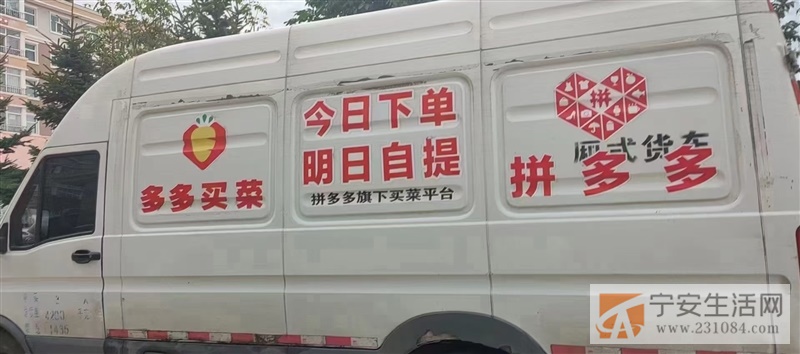 多多买菜
今日下单
明日自提
拼多多旗下买菜平台
拼
厢式货车
拼多多
宁安生活网
www.231084.com